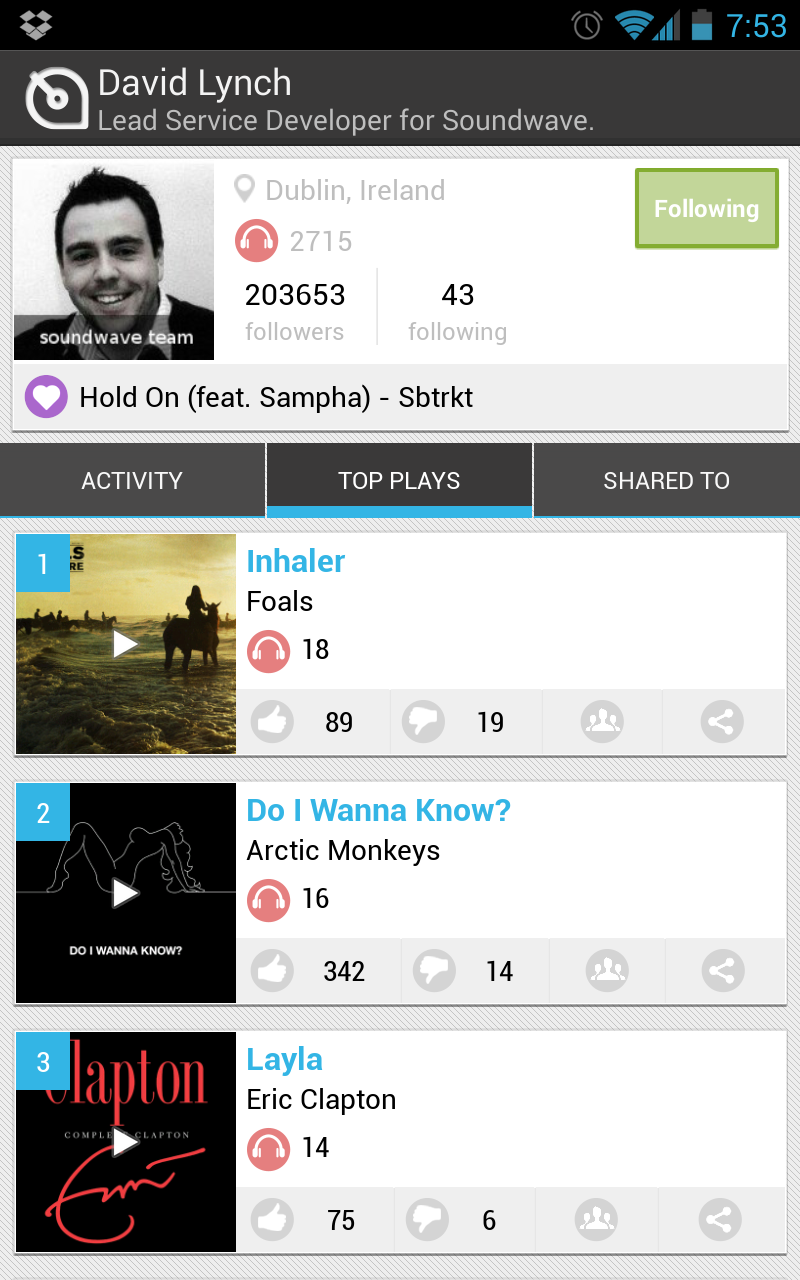 7:53
David Lynch
Lead Service Developer for Soundwave.
Dublin, Ireland
Following
2715
203653 43
followers following
soundwave team
Hold On (feat. Sampha) - Sbtrkt
ACTIVITY TOP PLAYS SHARED TO
1
Inhaler
Foals
18
89 19
2
Do I Wanna Know?
Arctic Monkeys
16
DO I WANNA KNOW?
342 14
3
Clapton
Layla
Eric Clapton
COMPLETE CLAPTON
14
75 6